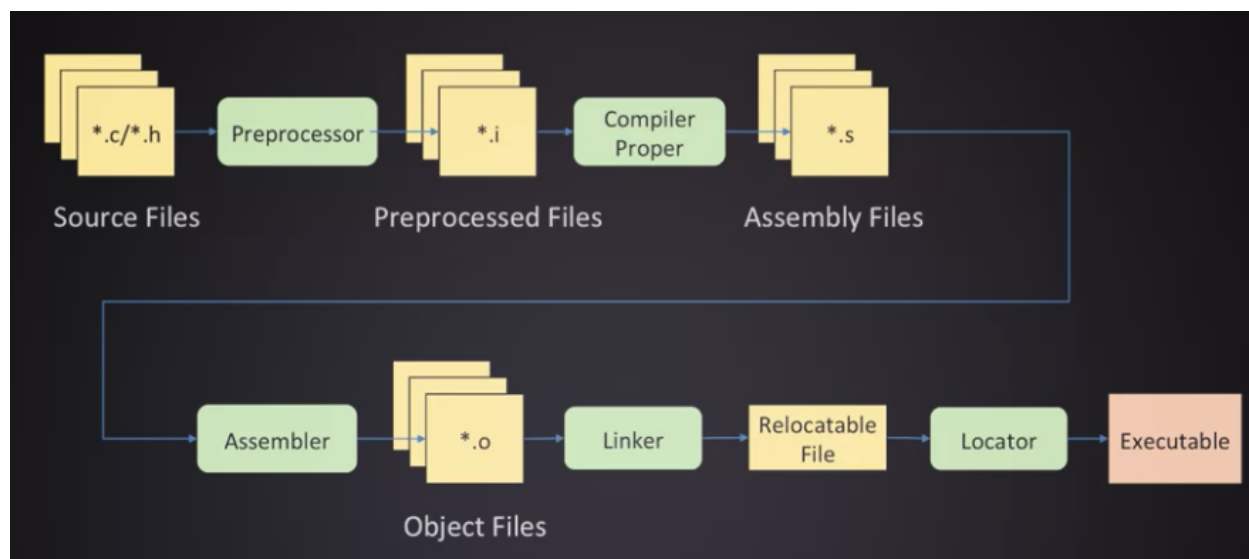 *.c/*.h
Preprocessor
*.i
Compiler
Proper
*.s
Source Files
Preprocessed Files
Assembly Files
Assembler
*.o
Linker
Relocatable
File
Locator
Executable
Object Files